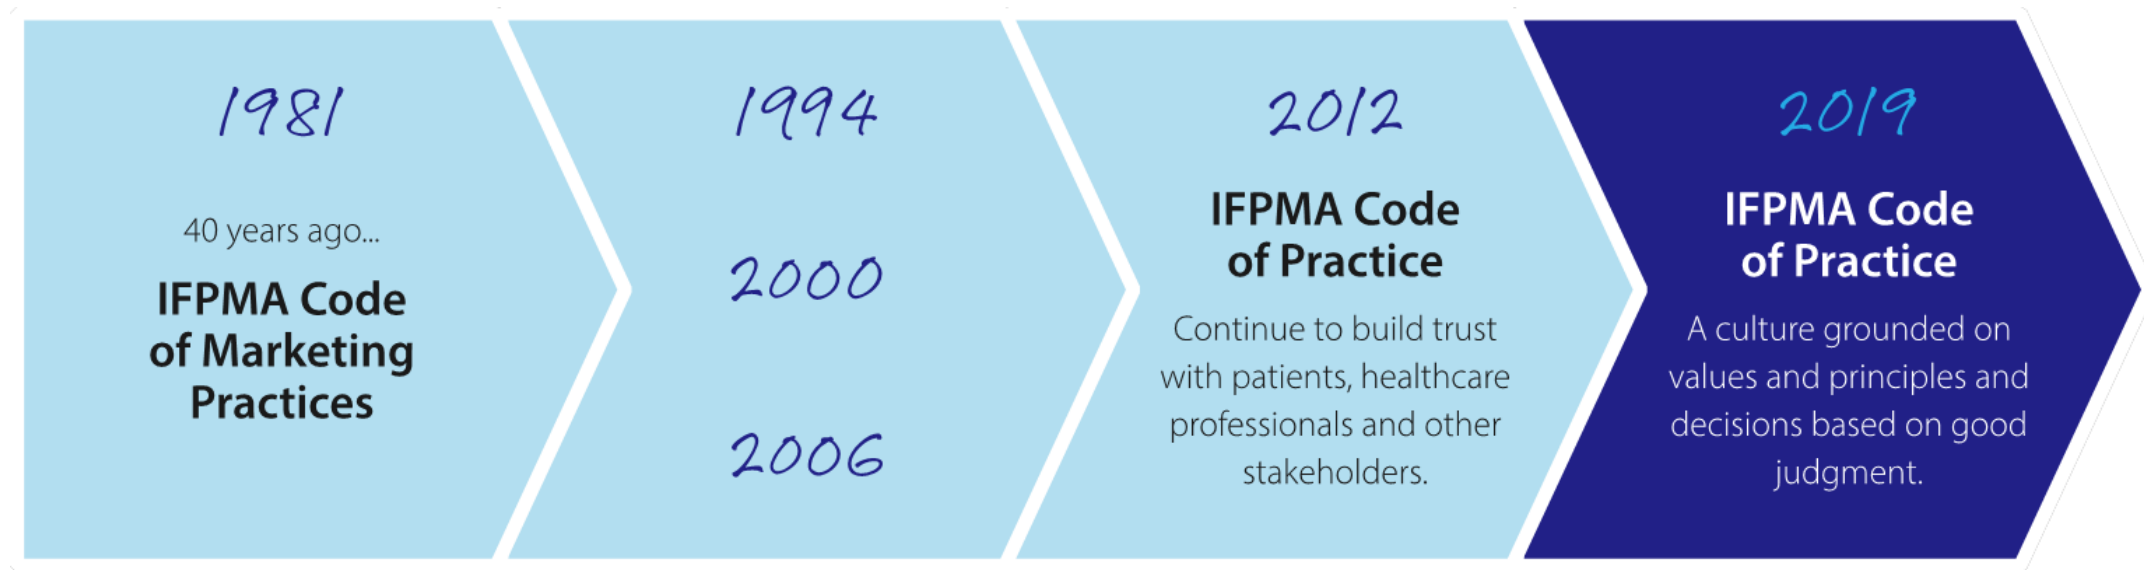 1981
40 years ago...
IFPMA Code
of Marketing
Practices
1994
2000
2006
2012
IFPMA Code
of Practice
Continue to build trust
with patients, healthcare
professionals and other
stakeholders.
2019
IFPMA Code
of Practice
A culture grounded on
values and principles and
decisions based on good
judgment.